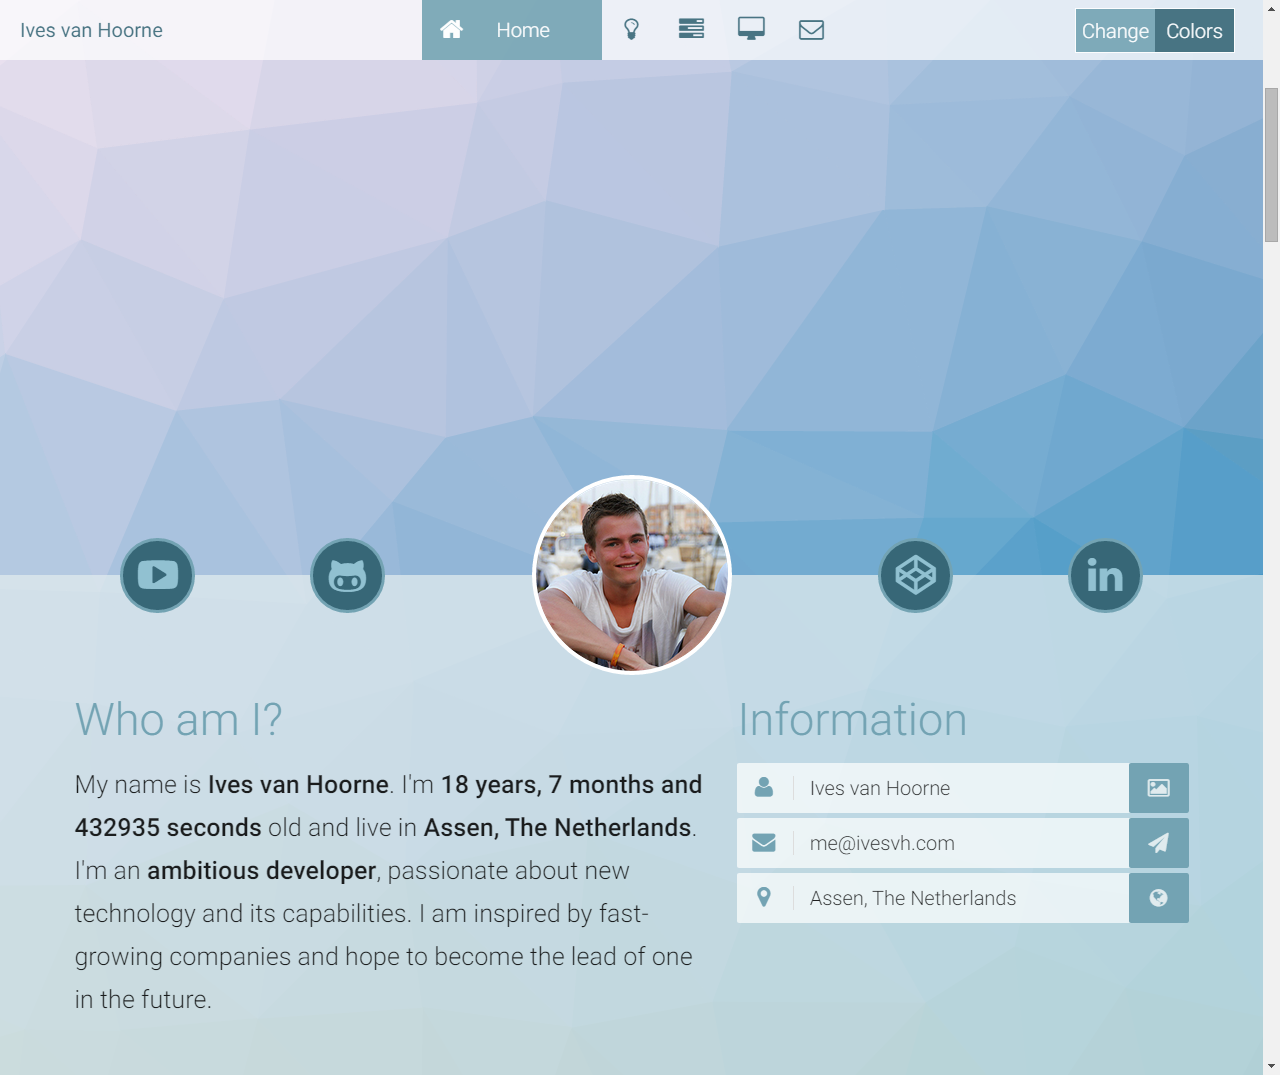 Ives van Hoorne
Home
Change Colors
Who am I?
My name is Ives van Hoorne. I'm 18 years, 7 months and
432935 seconds old and live in Assen, The Netherlands.
I'm an ambitious developer, passionate about new
technology and its capabilities. I am inspired by fast-
growing companies and hope to become the lead of one
in the future.
Information
Ives van Hoorne
me@ivesvh.com
Assen, The Netherlands